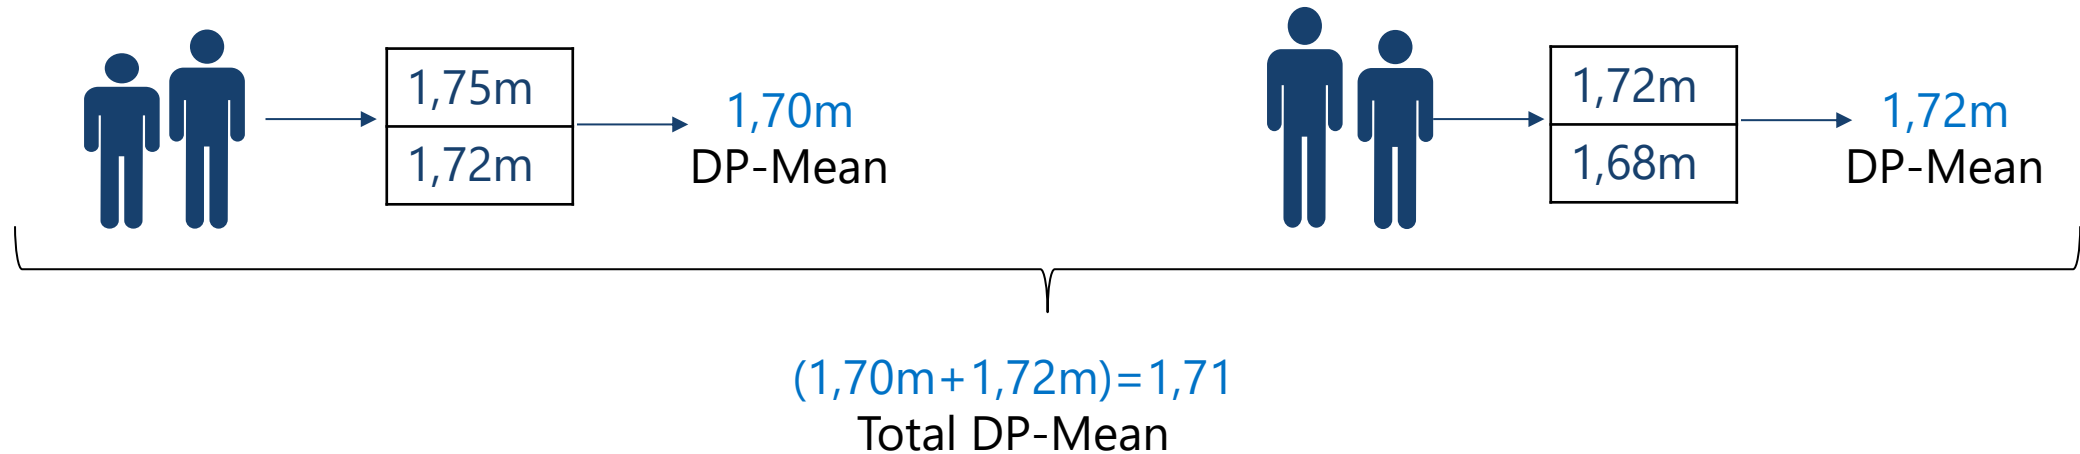 1,75m
1,72m
1,70m
DP-Mean
1,72m
1,68m
1,72m
DP-Mean
(1,70m+1,72m)=1,71
Total DP-Mean